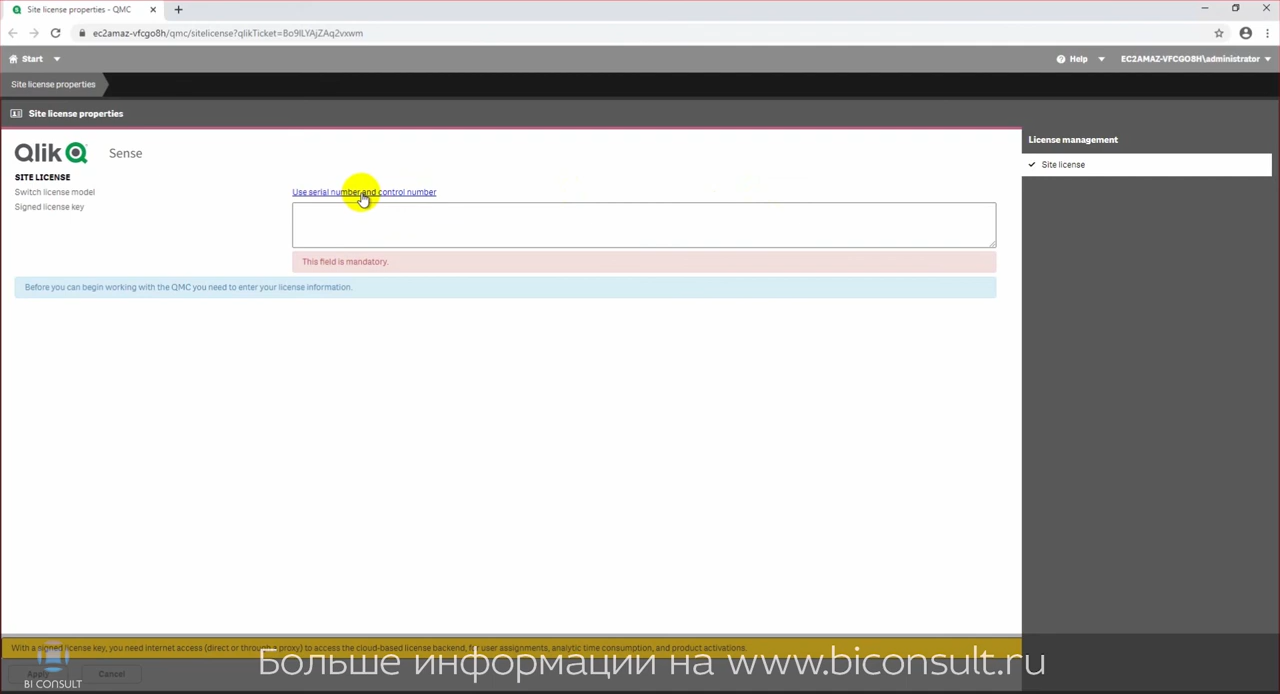 Site license properties - QMC
ec2amaz-vfcgo8h/qmc/sitelicense?qlikTicket=Bo9ILYAjZAq2vxwm
Start
Help
EC2AMAZ-VFCGO8H\administrator
Site license properties
Site license properties
License management
Site license
Qlik Sense
SITE LICENSE
Switch license model
Use serial number and control number
Signed license key
This field is mandatory.
Before you can begin working with the QMC you need to enter your license information.
With a signed license key, you need internet access (direct or through a proxy) to access the cloud-based license backend, for user assignments, analytic time consumption, and product activations.
Apply
Cancel
Больше информации на www.biconsult.ru
BI CONSULT